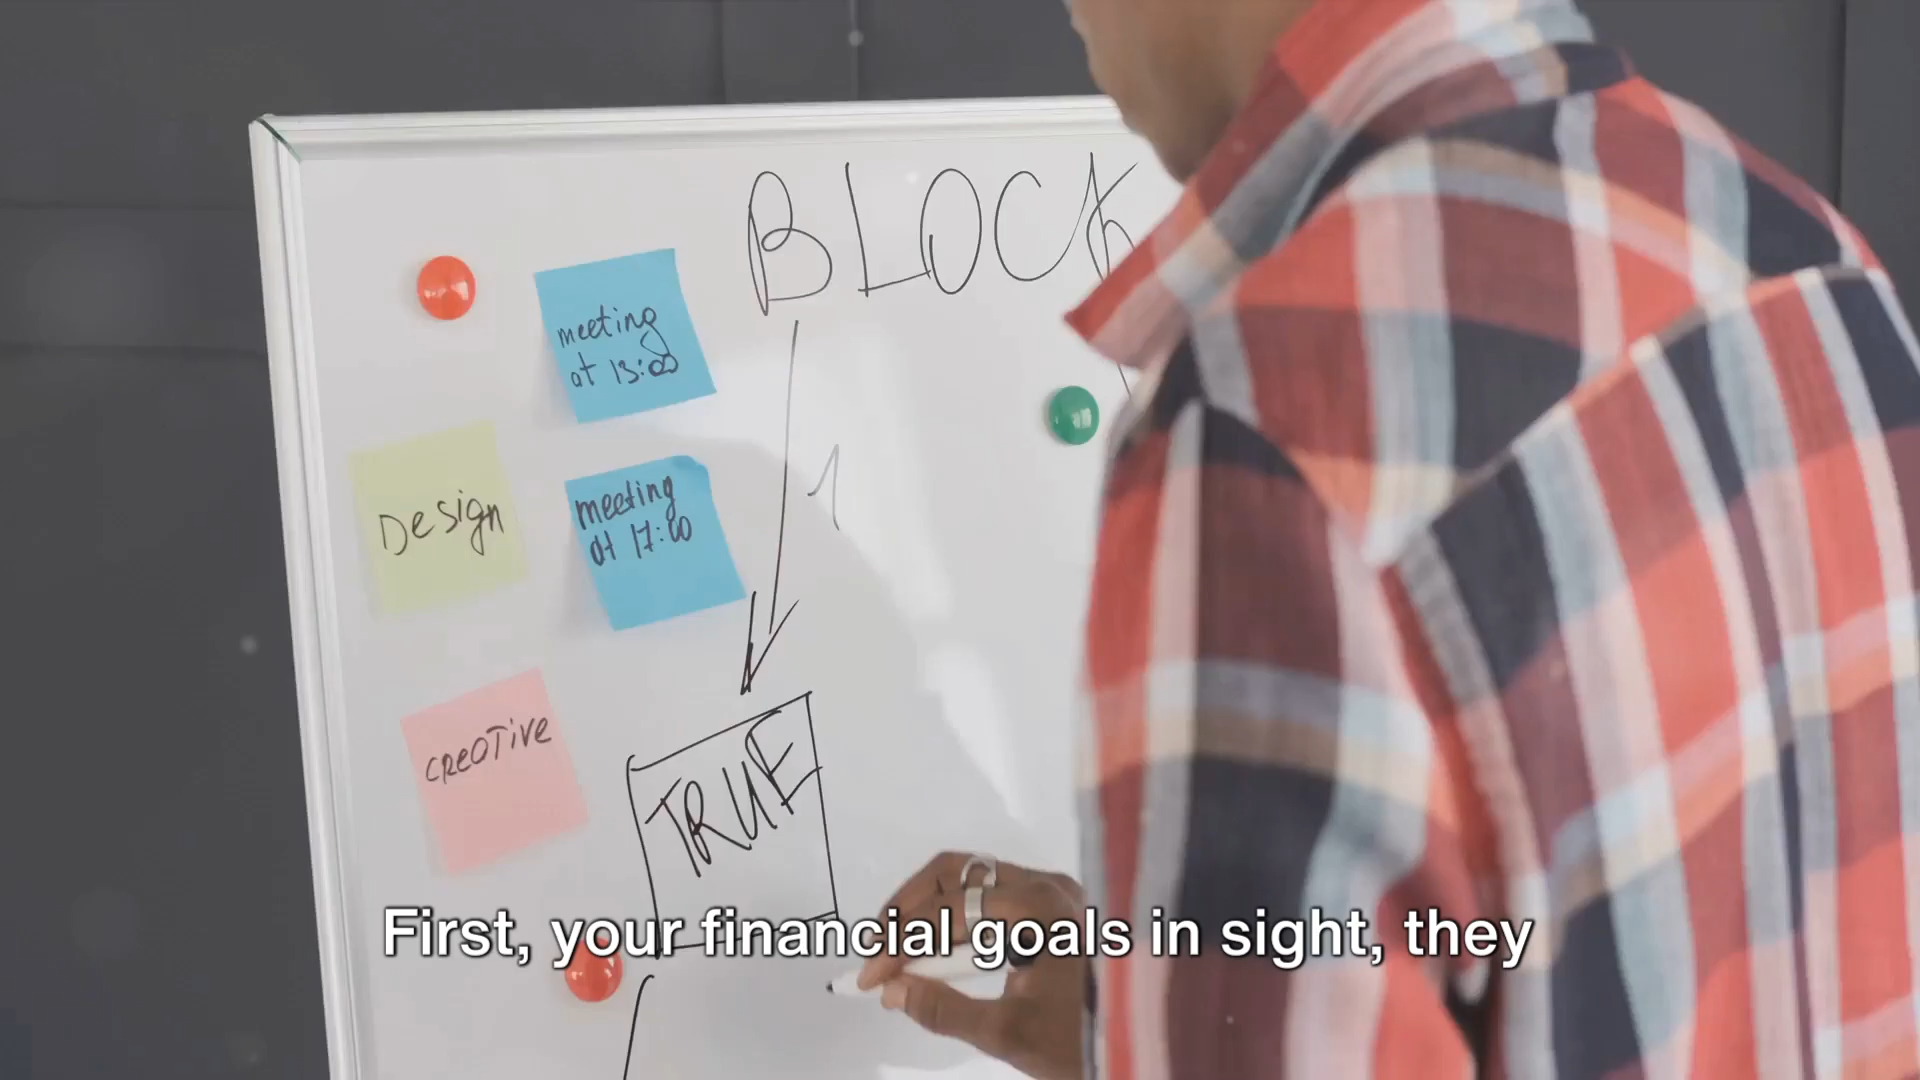 BLOCK
meeting
at 13:00
1
Design
meeting
at 17:00
creative
TRUE
First, your financial goals in sight, they